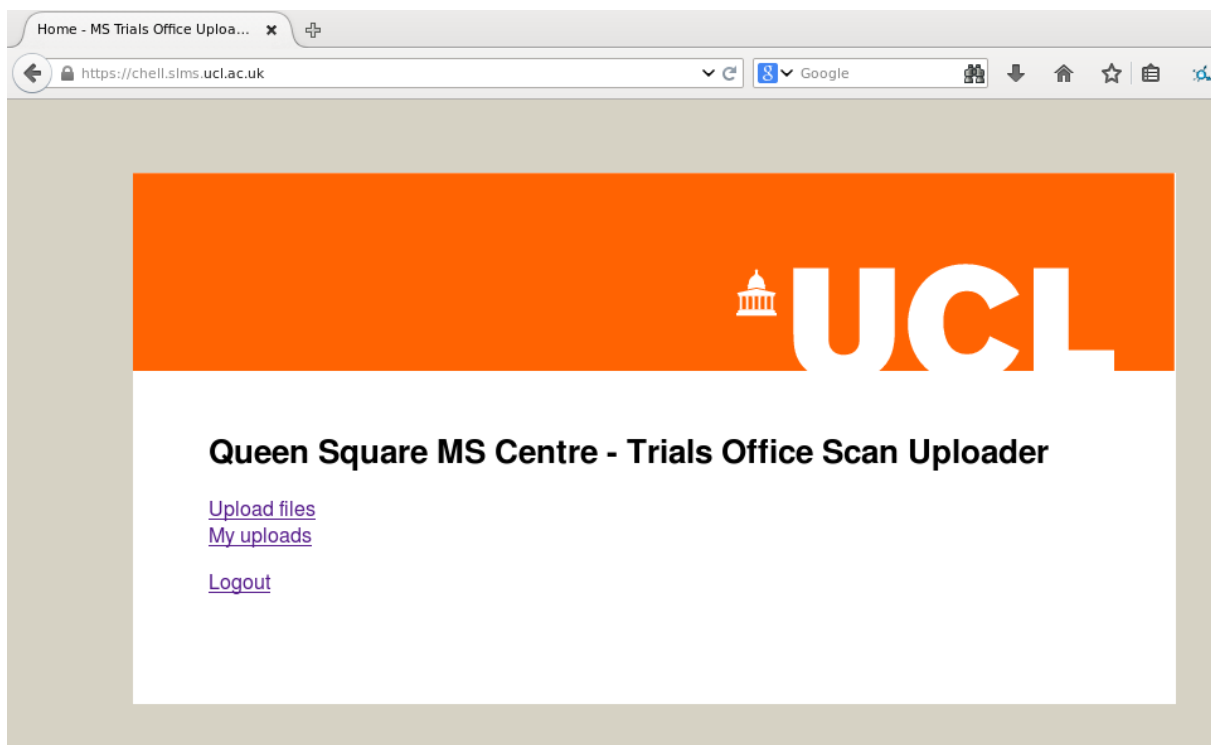 Home - MS Trials Office Uploa...
https://chell.slms.ucl.ac.uk
8 Google
UCL
Queen Square MS Centre - Trials Office Scan Uploader
Upload files
My uploads
Logout